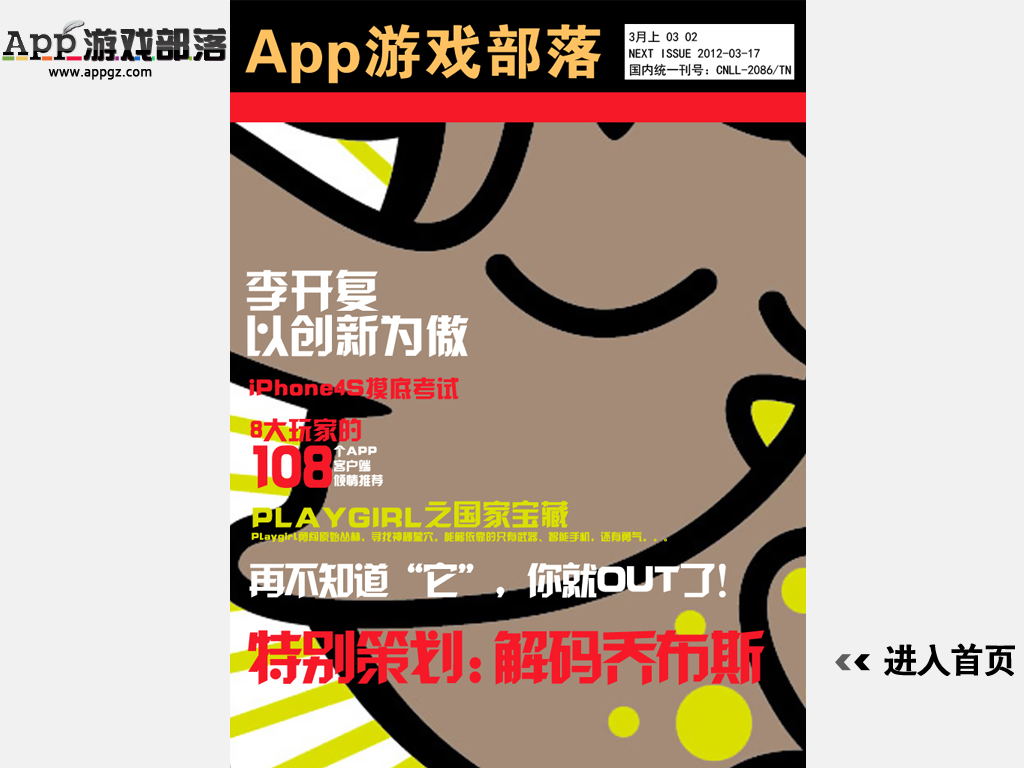 App游戏部落
www.appgz.com
App游戏部落
3月上 03 02
NEXT ISSUE 2012-03-17
国内统一刊号：CNLL-2086/TN
李开复
以创新为傲
iPhone4S摸底考试
8大玩家的
108
个APP
客户端
倾情推荐
PLAYGIRL之国家宝藏
Playgirl勇闯原始丛林，寻找神秘墓穴，能够依靠的只有武器、智能手机，还有勇气...
再不知道“它”，你就OUT了！
特别策划：解码乔布斯
进入首页